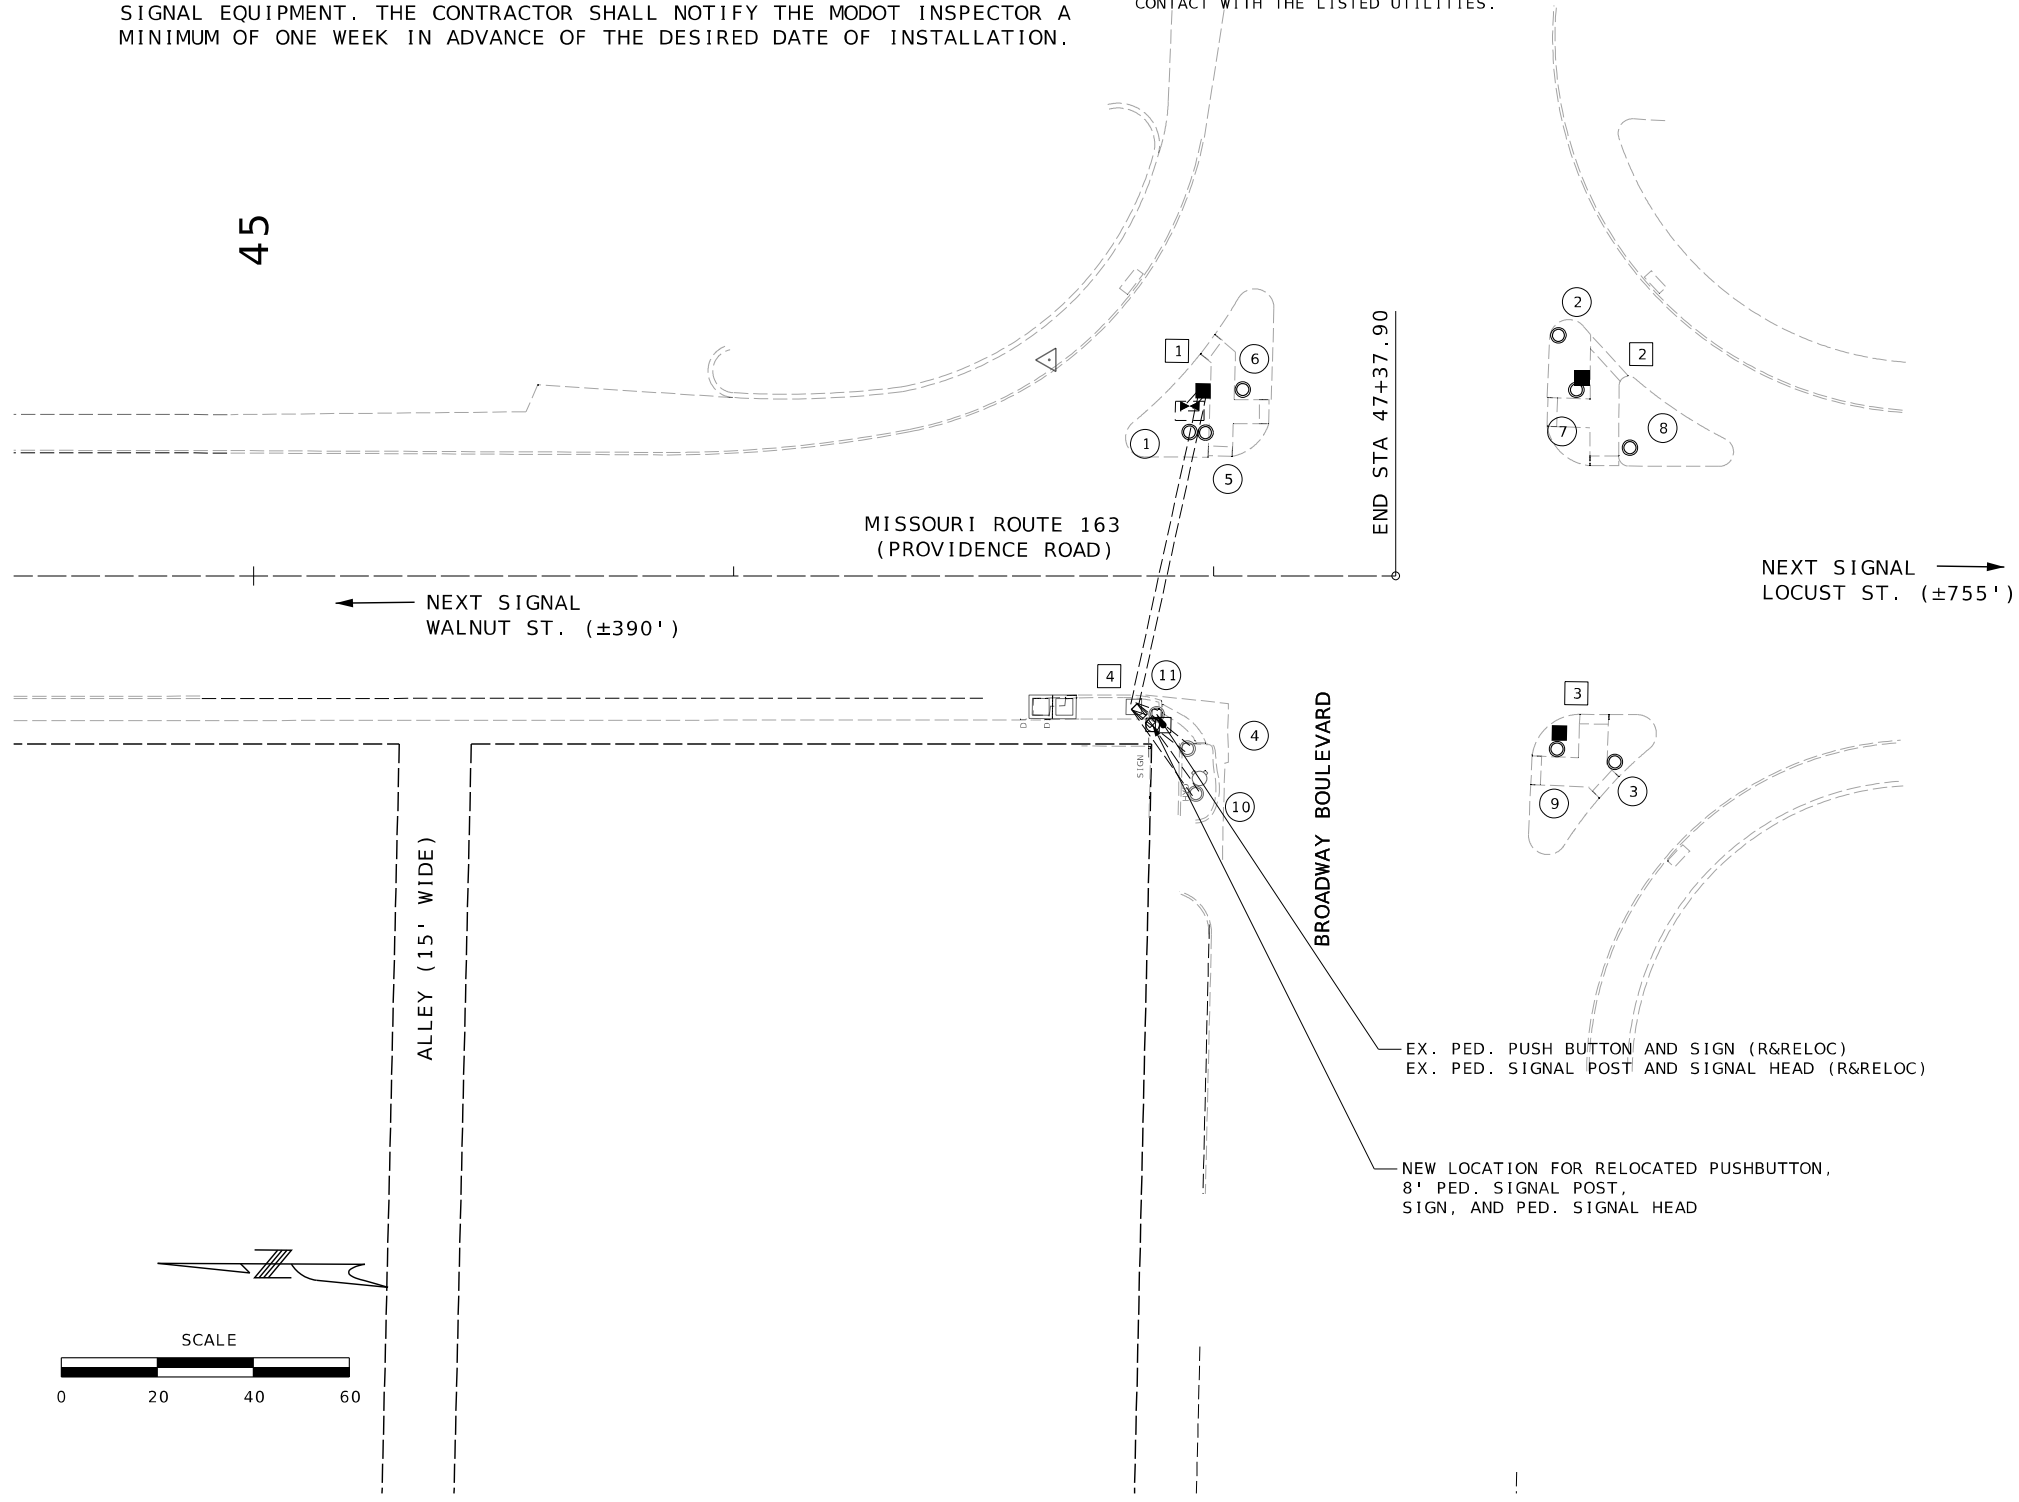 SIGNAL EQUIPMENT. THE CONTRACTOR SHALL NOTIFY THE MODOT INSPECTOR A
MINIMUM OF ONE WEEK IN ADVANCE OF THE DESIRED DATE OF INSTALLATION.
CONTACT WITH THE LISTED UTILITIES.
45
2
1
6
2
END STA 47+37.90
1
7
8
5
MISSOURI ROUTE 163
(PROVIDENCE ROAD)
NEXT SIGNAL
LOCUST ST. (±755')
NEXT SIGNAL
WALNUT ST. (±390')
4
11
3
4
BROADWAY BOULEVARD
SIGN
10
9
3
ALLEY (15' WIDE)
EX. PED. PUSH BUTTON AND SIGN (R&RELOC)
EX. PED. SIGNAL POST AND SIGNAL HEAD (R&RELOC)
NEW LOCATION FOR RELOCATED PUSHBUTTON,
8' PED. SIGNAL POST,
SIGN, AND PED. SIGNAL HEAD
SCALE
0 20 40 60